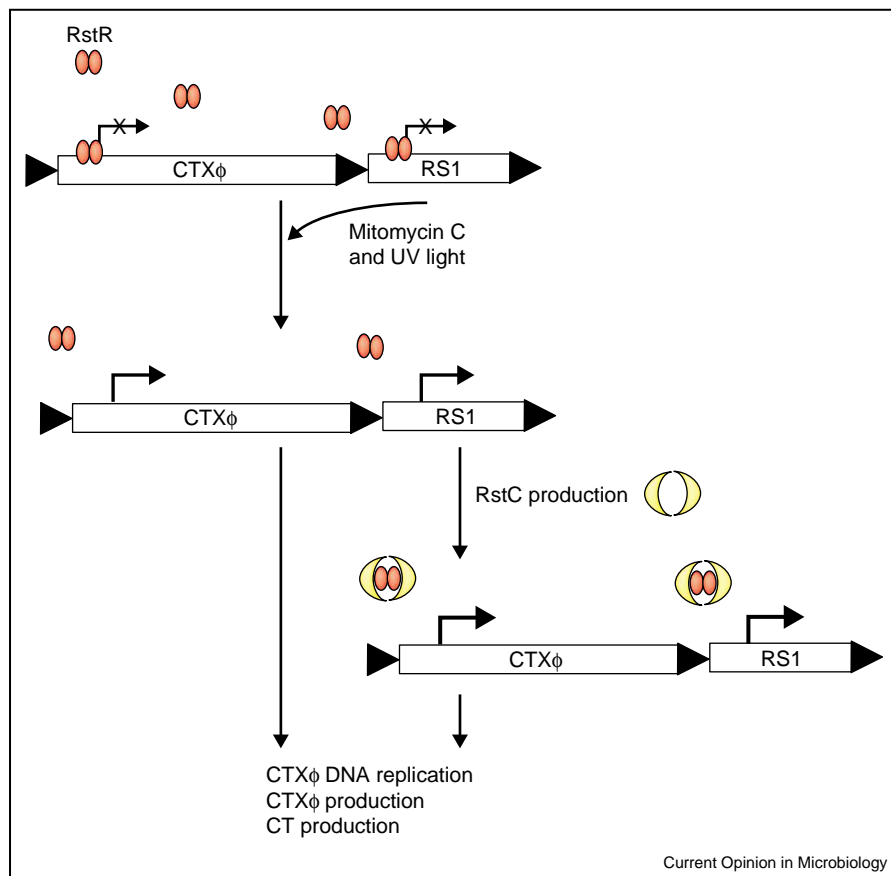 RstR
X
X
CTXϕ
RS1
Mitomycin C
and UV light
CTXϕ
RS1
RstC production
CTXϕ
RS1
CTXϕ DNA replication
CTXϕ production
CT production
Current Opinion in Microbiology